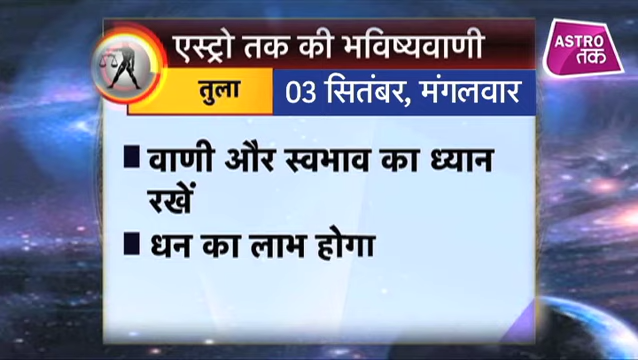 एस्ट्रो तक की भविष्यवाणी
ASTRO
तक
तुला
03 सितंबर, मंगलवार
वाणी और स्वभाव का ध्यान
रखें
धन का लाभ होगा